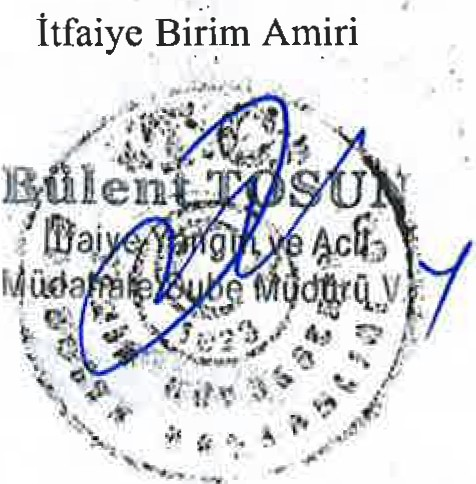 İtfaiye Birim Amiri
Bülent TOSUN
İtfaiye Yangın ve Acil
Müdahale Şube Müdürü V.